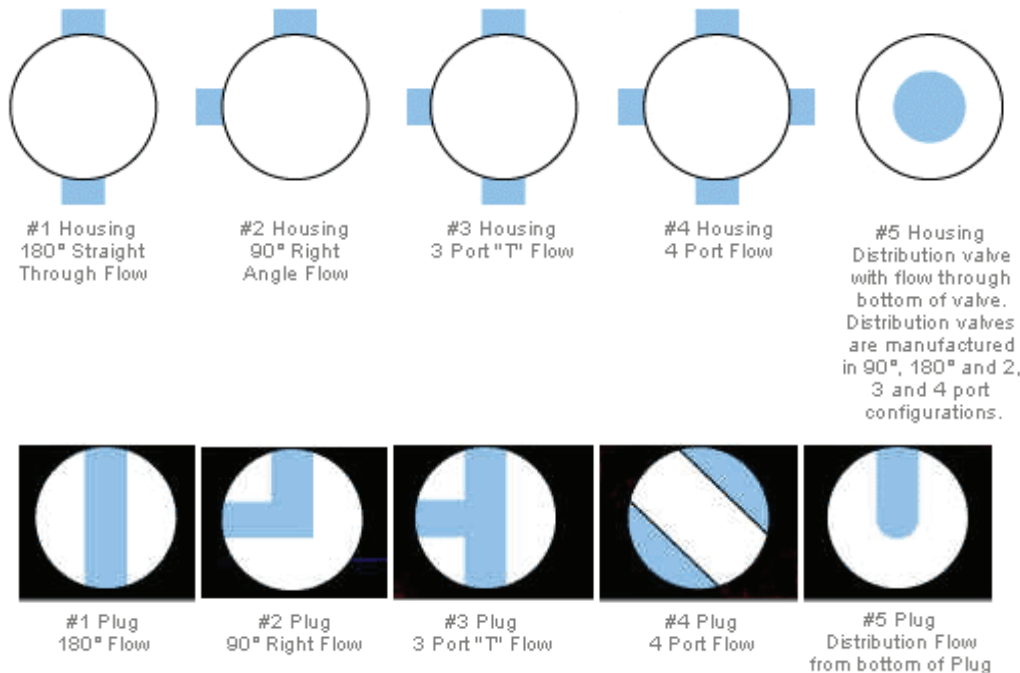 #1 Housing
180° Straight
Through Flow
#2 Housing
90° Right
Angle Flow
#3 Housing
3 Port "T" Flow
#4 Housing
4 Port Flow
#5 Housing
Distribution valve
with flow through
bottom of valve.
Distribution valves
are manufactured
in 90°, 180° and 2,
3 and 4 port
configurations.
#1 Plug
180° Flow
#2 Plug
90° Right Flow
#3 Plug
3 Port "T" Flow
#4 Plug
4 Port Flow
#5 Plug
Distribution Flow
from bottom of Plug